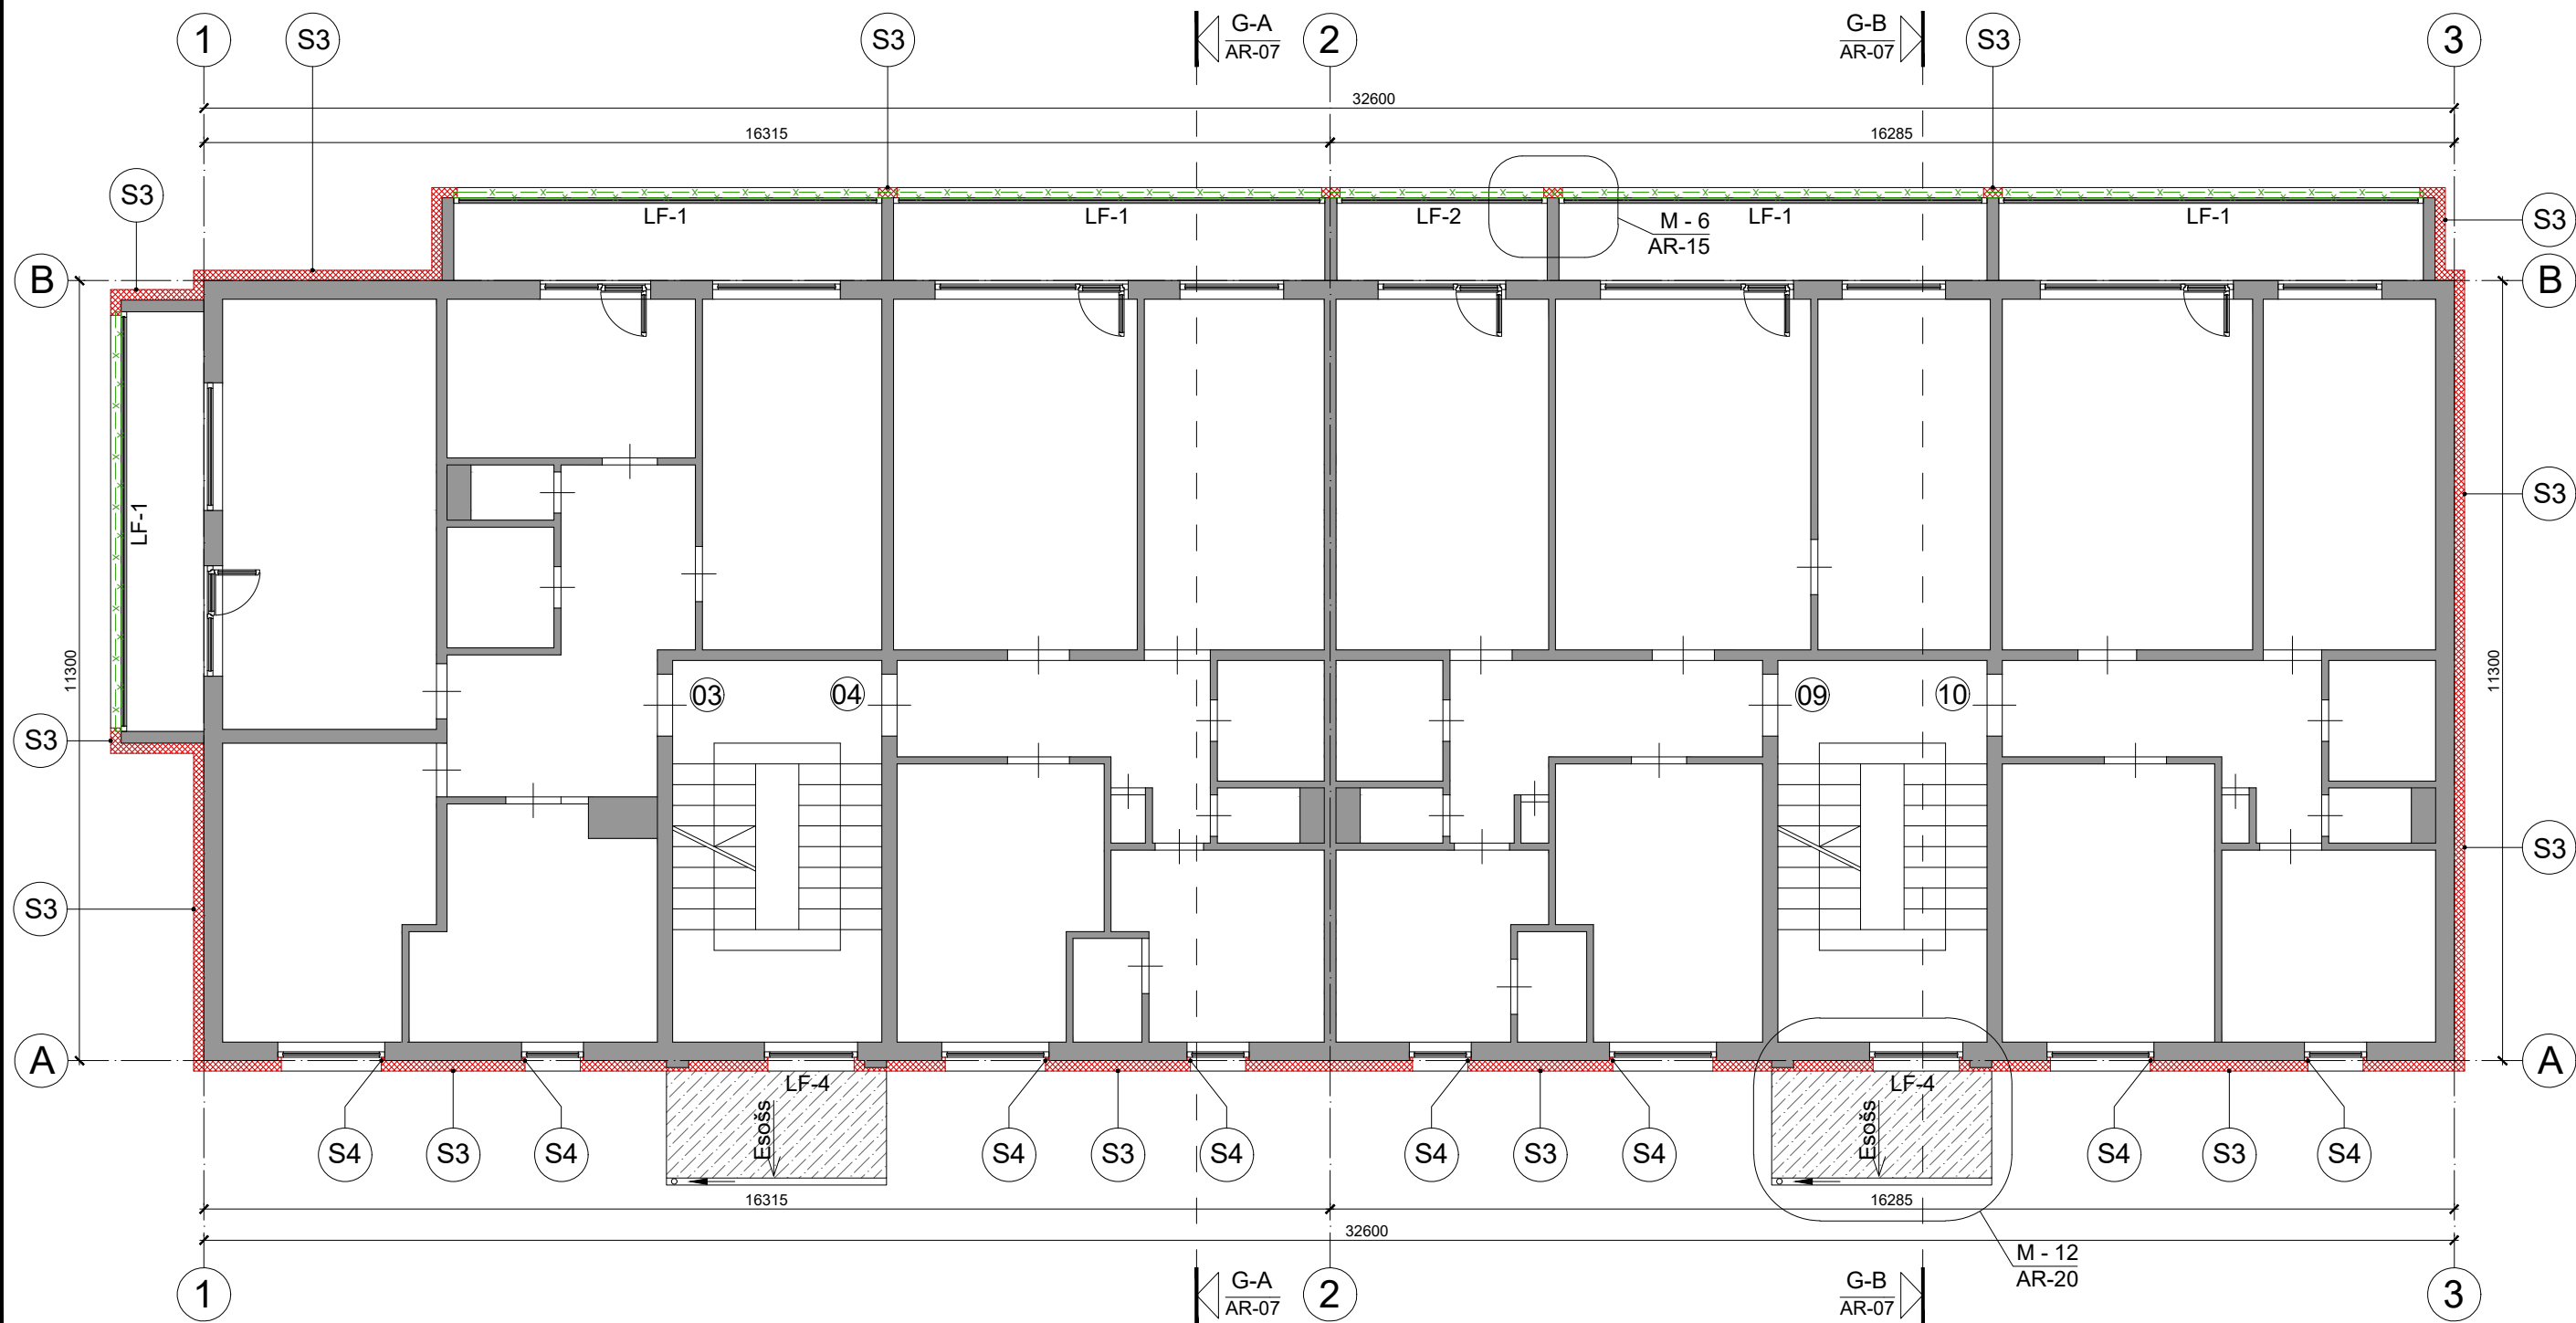 1
S3
S3
G-A
AR-07
2
G-B
AR-07
S3
3
32600
16315
16285
S3
LF-1
LF-1
LF-2
M - 6
AR-15
LF-1
LF-1
S3
B
B
LF-1
S3
11300
11300
03
04
09
10
S3
S3
S3
A
A
LF-4
LF-4
Esošs
Esošs
S4
S3
S4
S4
S3
S4
S4
S3
S4
S4
S3
S4
16315
16285
32600
M - 12
AR-20
1
G-A
AR-07
2
G-B
AR-07
3